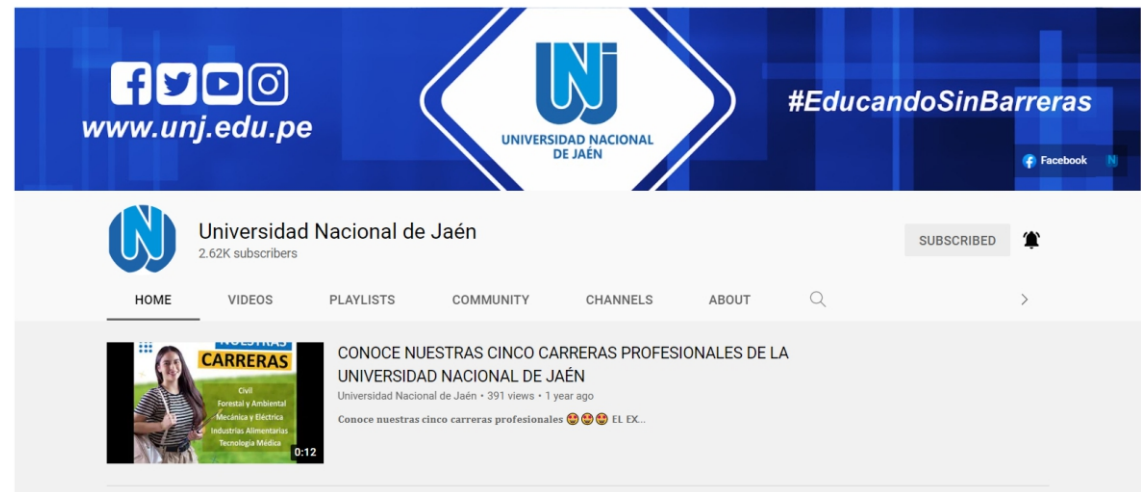 www.unj.edu.pe
UNj
UNIVERSIDAD NACIONAL
DE JAÉN
#EducandoSinBarreras
Facebook
Universidad Nacional de Jaén
2.62K subscribers
SUBSCRIBED
HOME VIDEOS PLAYLISTS COMMUNITY CHANNELS ABOUT
NUESTRAS
CARRERAS
Civil
Forestal y Ambiental
Mecánica y Eléctrica
Industrias Alimentarias
Tecnología Médica
0:12
CONOCE NUESTRAS CINCO CARRERAS PROFESIONALES DE LA
UNIVERSIDAD NACIONAL DE JAÉN
Universidad Nacional de Jaén • 391 views • 1 year ago
Conoce nuestras cinco carreras profesionales 😍😍😍 EL EX...